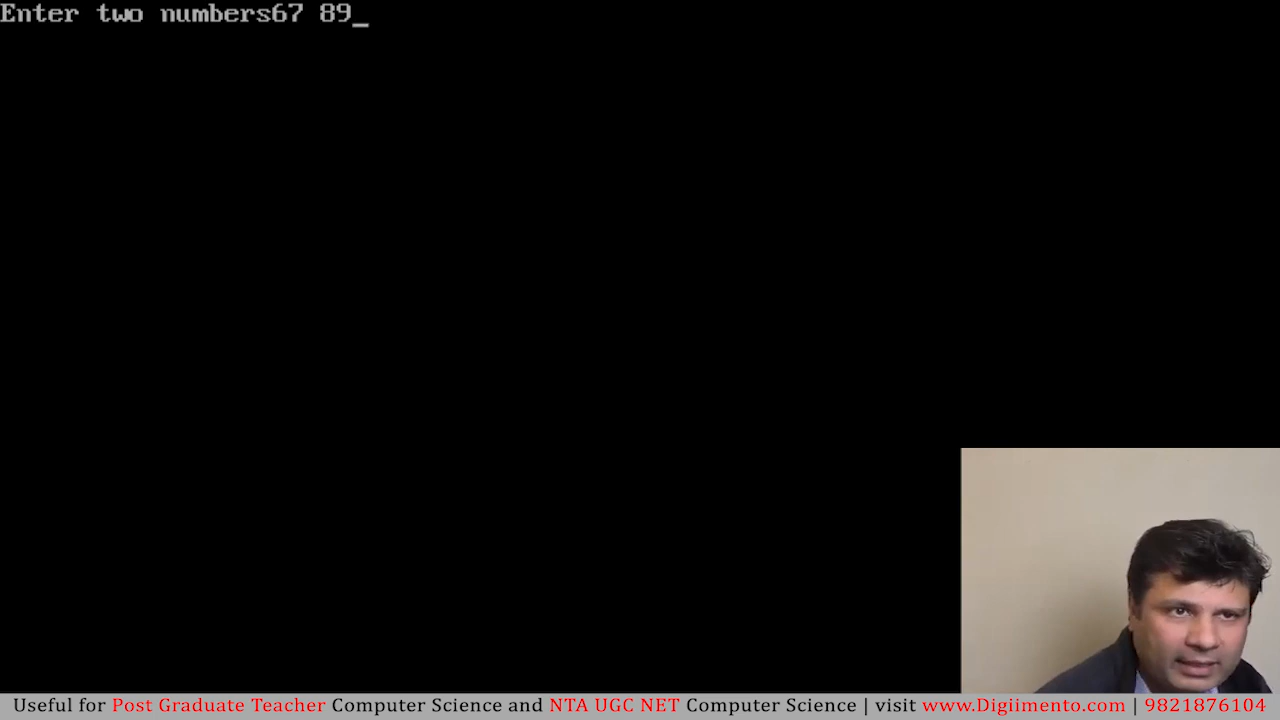 Enter two numbers67 89_
Useful for Post Graduate Teacher Computer Science and NTA UGC NET Computer Science | visit www.Digiimento.com | 9821876104